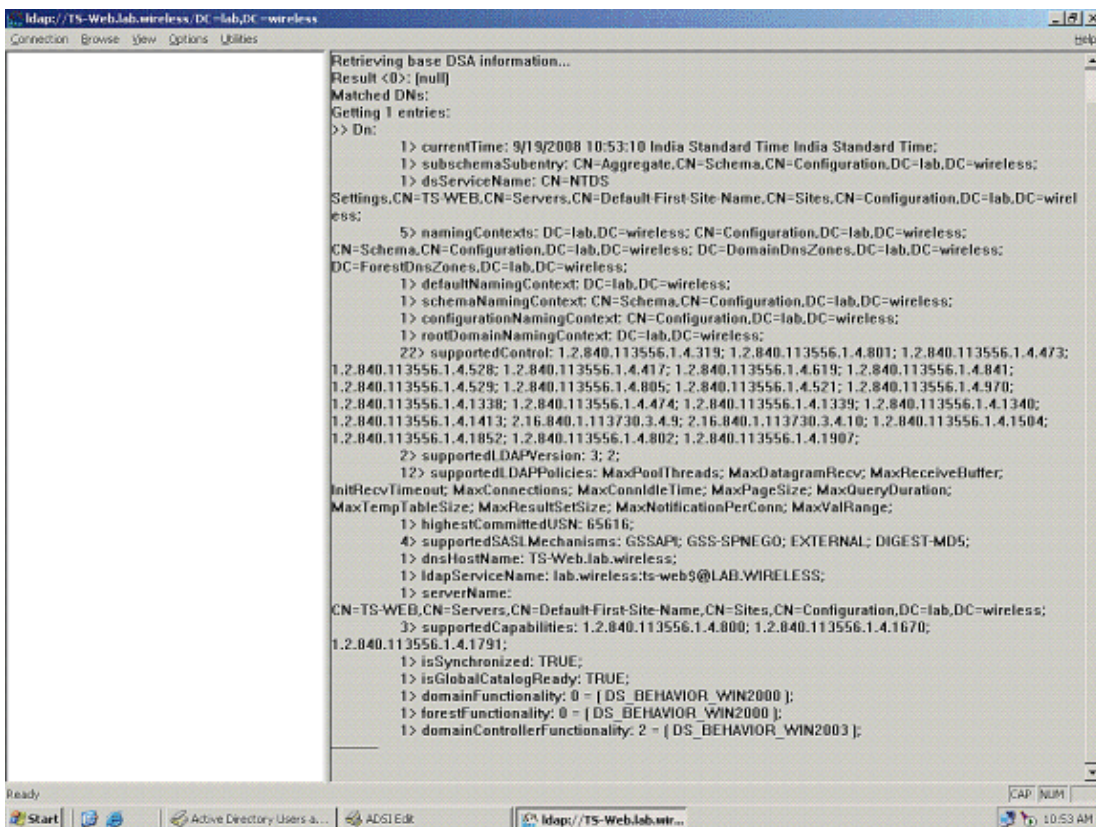 ldap://TS-Web.lab.wireless/DC=lab,DC=wireless
Connection Browse View Options Utilities Help
Retrieving base DSA information...
Result <0>: (null)
Matched DNs:
Getting 1 entries:
>> Dn:
1> currentTime: 9/19/2008 10:53:10 India Standard Time India Standard Time;
1> subschemaSubentry: CN=Aggregate,CN=Schema,CN=Configuration,DC=lab,DC=wireless;
1> dsServiceName: CN=NTDS
Settings,CN=TS-WEB,CN=Servers,CN=Default-First-Site-Name,CN=Sites,CN=Configuration,DC=lab,DC=wirel
ess;
5> namingContexts: DC=lab,DC=wireless; CN=Configuration,DC=lab,DC=wireless;
CN=Schema,CN=Configuration,DC=lab,DC=wireless; DC=DomainDnsZones,DC=lab,DC=wireless;
DC=ForestDnsZones,DC=lab,DC=wireless;
1> defaultNamingContext: DC=lab,DC=wireless;
1> schemaNamingContext: CN=Schema,CN=Configuration,DC=lab,DC=wireless;
1> configurationNamingContext: CN=Configuration,DC=lab,DC=wireless;
1> rootDomainNamingContext: DC=lab,DC=wireless;
22> supportedControl: 1.2.840.113556.1.4.319; 1.2.840.113556.1.4.801; 1.2.840.113556.1.4.473;
1.2.840.113556.1.4.528; 1.2.840.113556.1.4.417; 1.2.840.113556.1.4.619; 1.2.840.113556.1.4.841;
1.2.840.113556.1.4.529; 1.2.840.113556.1.4.805; 1.2.840.113556.1.4.521; 1.2.840.113556.1.4.970;
1.2.840.113556.1.4.1338; 1.2.840.113556.1.4.474; 1.2.840.113556.1.4.1339; 1.2.840.113556.1.4.1340;
1.2.840.113556.1.4.1413; 2.16.840.1.113730.3.4.9; 2.16.840.1.113730.3.4.10; 1.2.840.113556.1.4.1504;
1.2.840.113556.1.4.1852; 1.2.840.113556.1.4.802; 1.2.840.113556.1.4.1907;
2> supportedLDAPVersion: 3; 2;
12> supportedLDAPPolicies: MaxPoolThreads; MaxDatagramRecv; MaxReceiveBuffer;
InitRecvTimeout; MaxConnections; MaxConnIdleTime; MaxPageSize; MaxQueryDuration;
MaxTempTableSize; MaxResultSetSize; MaxNotificationPerConn; MaxValRange;
1> highestCommittedUSN: 65616;
4> supportedSASLMechanisms: GSSAPI; GSS-SPNEGO; EXTERNAL; DIGEST-MD5;
1> dnsHostName: TS-Web.lab.wireless;
1> ldapServiceName: lab.wireless:ts-web$@LAB.WIRELESS;
1> serverName:
CN=TS-WEB,CN=Servers,CN=Default-First-Site-Name,CN=Sites,CN=Configuration,DC=lab,DC=wireless;
3> supportedCapabilities: 1.2.840.113556.1.4.800; 1.2.840.113556.1.4.1670;
1.2.840.113556.1.4.1791;
1> isSynchronized: TRUE;
1> isGlobalCatalogReady: TRUE;
1> domainFunctionality: 0 = ( DS_BEHAVIOR_WIN2000 );
1> forestFunctionality: 0 = ( DS_BEHAVIOR_WIN2000 );
1> domainControllerFunctionality: 2 = ( DS_BEHAVIOR_WIN2003 );
Ready CAP NUM
Start Active Directory Users a... ADSI Edit ldap://TS-Web.lab.wir... 10:53 AM